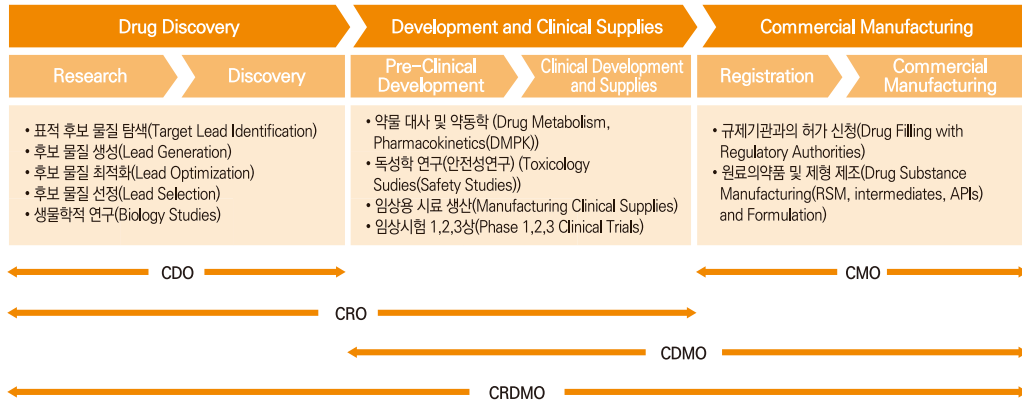 Drug Discovery
Development and Clinical Supplies
Commercial Manufacturing
Research
Discovery
Pre-Clinical
Development
Clinical Development
and Supplies
Registration
Commercial
Manufacturing
• 표적 후보 물질 탐색(Target Lead Identification)
• 후보 물질 생성(Lead Generation)
• 후보 물질 최적화(Lead Optimization)
• 후보 물질 선정(Lead Selection)
• 생물학적 연구(Biology Studies)
• 약물 대사 및 약동학 (Drug Metabolism,
Pharmacokinetics(DMPK))
• 독성학 연구(안전성연구) (Toxicology
Sudies(Safety Studies))
• 임상용 시료 생산(Manufacturing Clinical Supplies)
• 임상시험 1,2,3상(Phase 1,2,3 Clinical Trials)
• 규제기관과의 허가 신청(Drug Filling with
Regulatory Authorities)
• 원료의약품 및 제형 제조(Drug Substance
Manufacturing(RSM, intermediates, APIs)
and Formulation)
CDO
CMO
CRO
CDMO
CRDMO